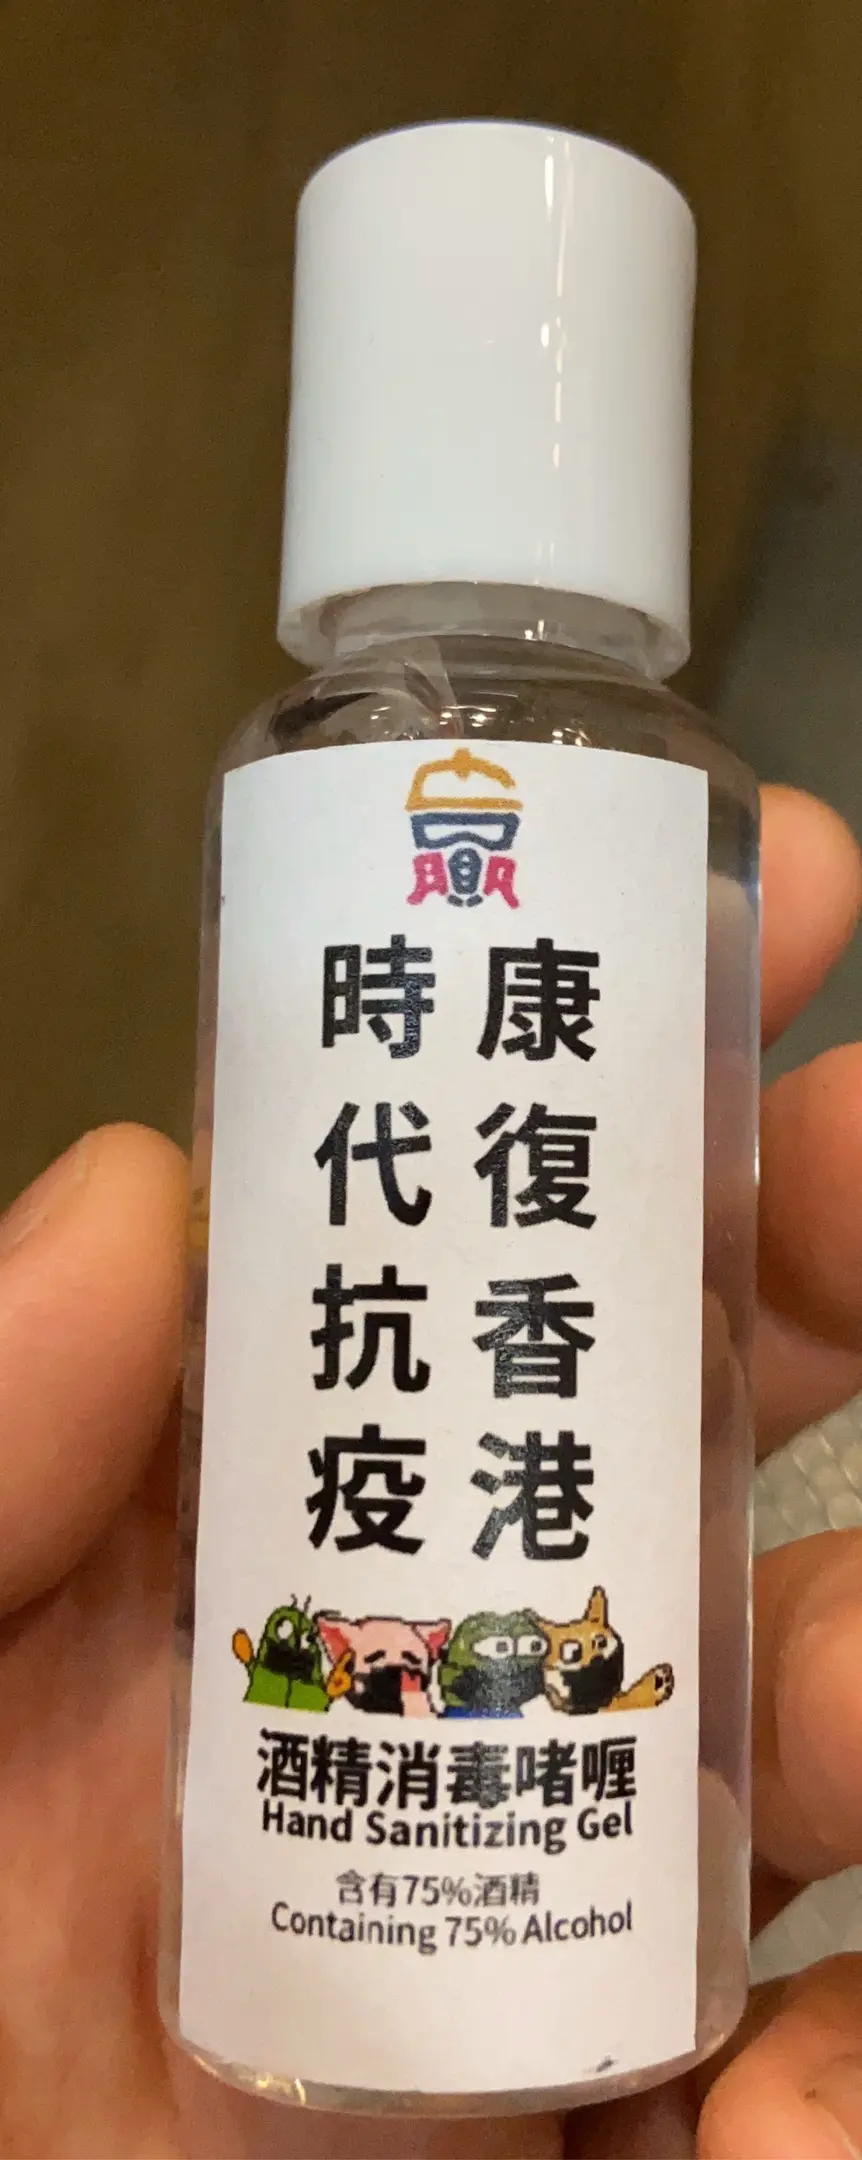 康復香港
時代抗疫
酒精消毒啫喱
Hand Sanitizing Gel
含有75%酒精
Containing 75% Alcohol